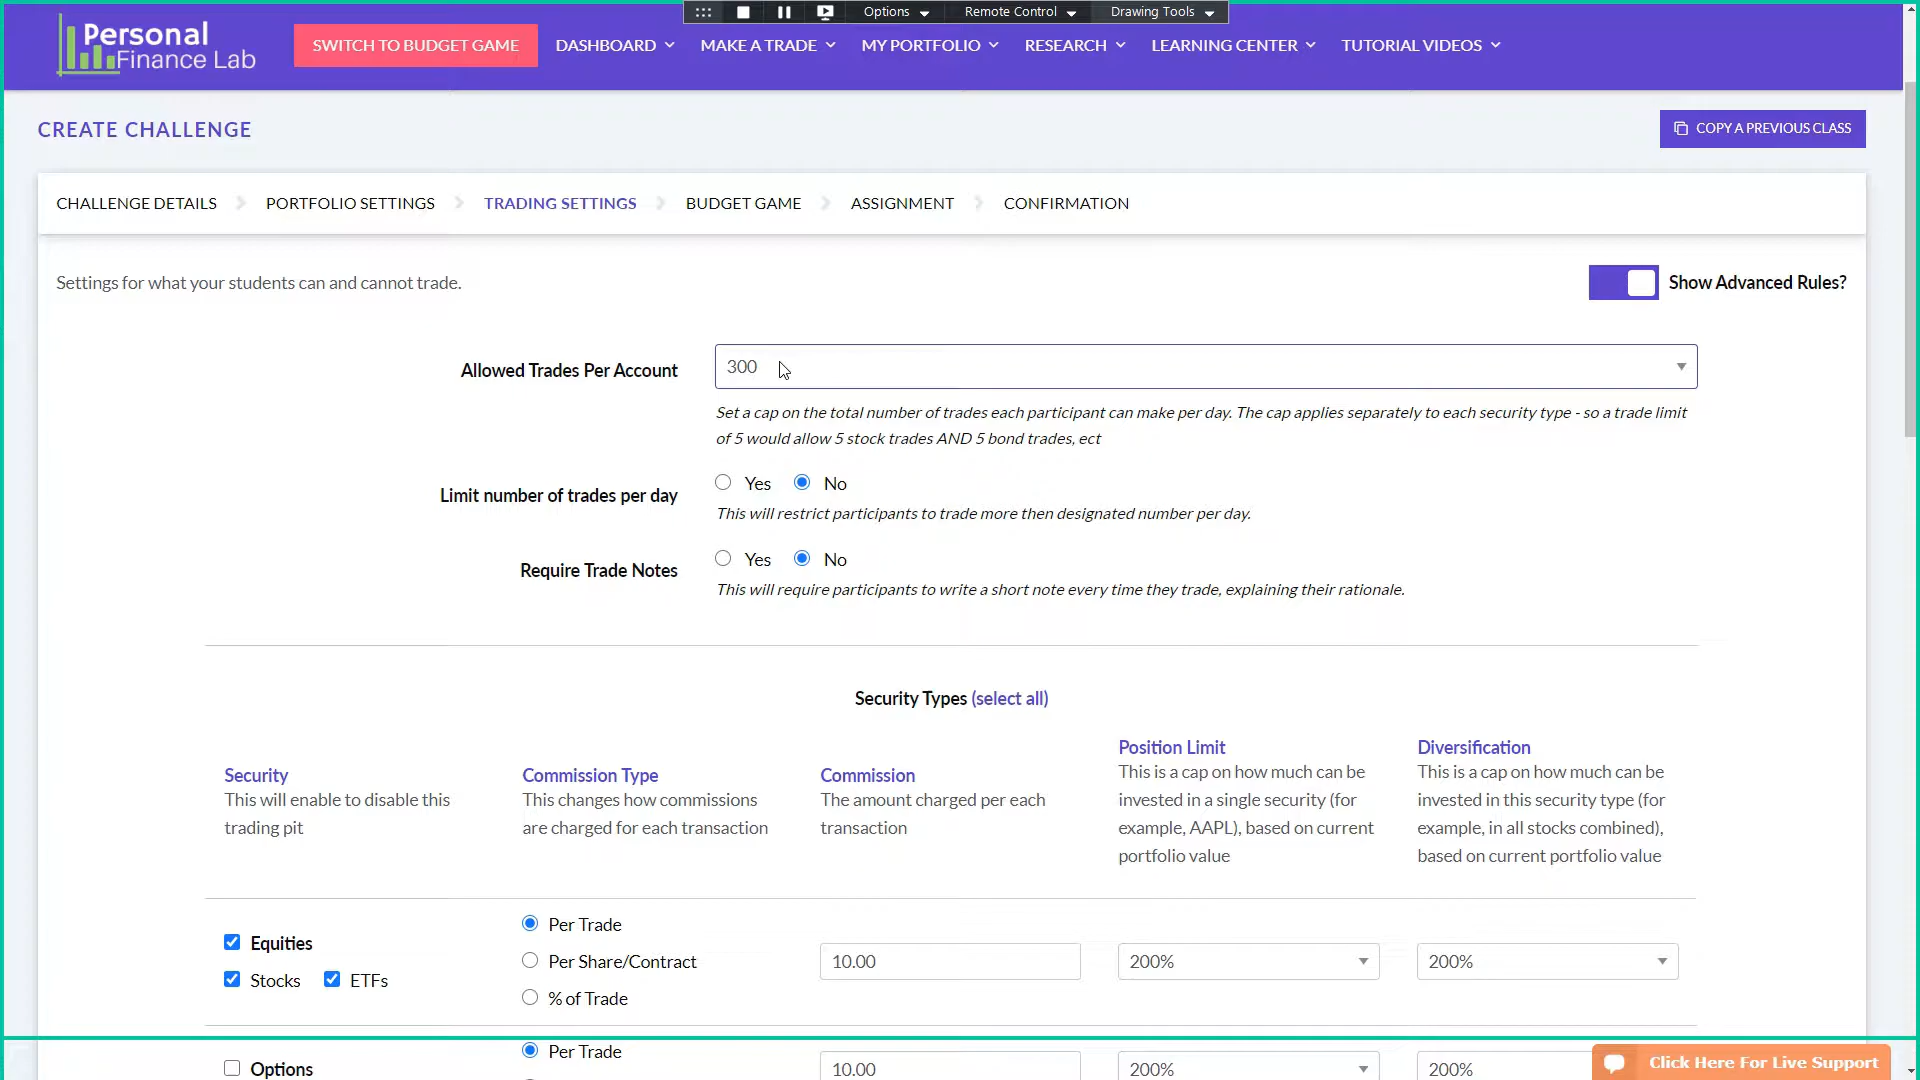 Options
Remote Control
Drawing Tools
Personal
Finance Lab
SWITCH TO BUDGET GAME
DASHBOARD
MAKE A TRADE
MY PORTFOLIO
RESEARCH
LEARNING CENTER
TUTORIAL VIDEOS
CREATE CHALLENGE
COPY A PREVIOUS CLASS
CHALLENGE DETAILS
PORTFOLIO SETTINGS
TRADING SETTINGS
BUDGET GAME
ASSIGNMENT
CONFIRMATION
Settings for what your students can and cannot trade.
Show Advanced Rules?
Allowed Trades Per Account
300
Set a cap on the total number of trades each participant can make per day. The cap applies separately to each security type - so a trade limit
of 5 would allow 5 stock trades AND 5 bond trades, ect
Limit number of trades per day
Yes
No
This will restrict participants to trade more then designated number per day.
Require Trade Notes
Yes
No
This will require participants to write a short note every time they trade, explaining their rationale.
Security Types (select all)
Security
This will enable to disable this
trading pit
Commission Type
This changes how commissions
are charged for each transaction
Commission
The amount charged per each
transaction
Position Limit
This is a cap on how much can be
invested in a single security (for
example, AAPL), based on current
portfolio value
Diversification
This is a cap on how much can be
invested in this security type (for
example, in all stocks combined),
based on current portfolio value
Equities
Stocks
ETFs
Per Trade
Per Share/Contract
% of Trade
10.00
200%
200%
Options
Per Trade
10.00
200%
200%
Click Here For Live Support